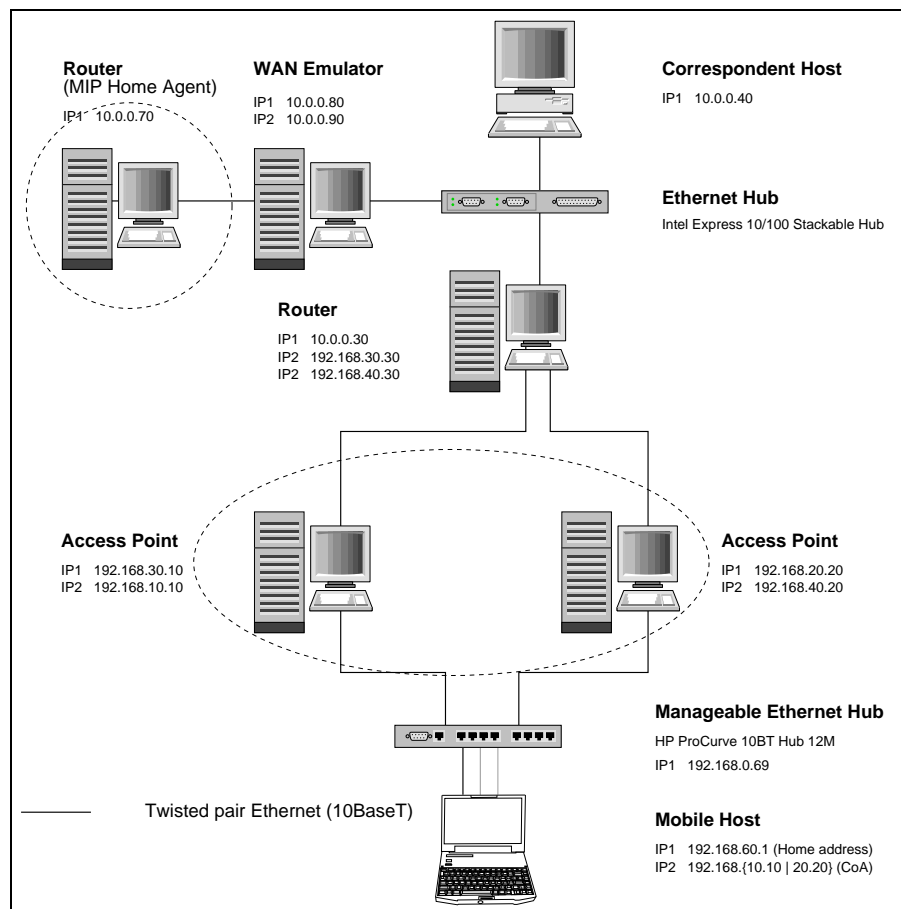 Router
(MIP Home Agent)
IP1 10.0.0.70
WAN Emulator
IP1 10.0.0.80
IP2 10.0.0.90
Correspondent Host
IP1 10.0.0.40
Ethernet Hub
Intel Express 10/100 Stackable Hub
Router
IP1 10.0.0.30
IP2 192.168.30.30
IP2 192.168.40.30
Access Point
IP1 192.168.30.10
IP2 192.168.10.10
Access Point
IP1 192.168.20.20
IP2 192.168.40.20
Manageable Ethernet Hub
HP ProCurve 10BT Hub 12M
IP1 192.168.0.69
Twisted pair Ethernet (10BaseT)
Mobile Host
IP1 192.168.60.1 (Home address)
IP2 192.168.{10.10 | 20.20} (CoA)